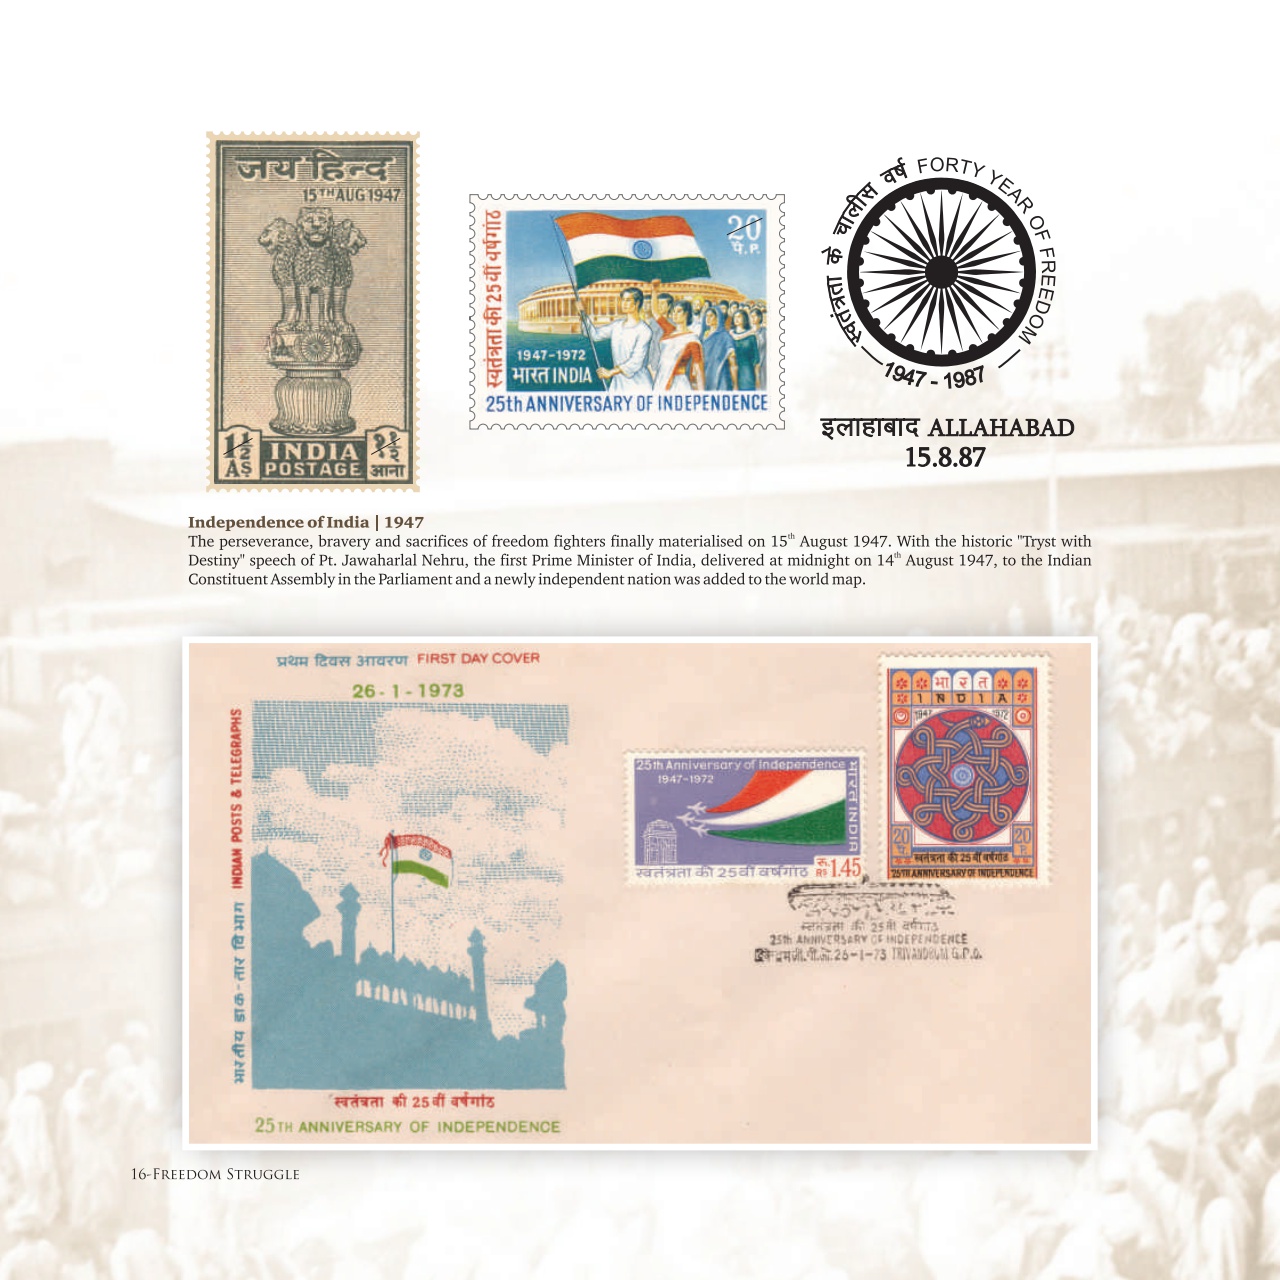 जय हिन्द
15TH AUG 1947
1½ As
१½ आना
INDIA
POSTAGE
स्वतंत्रता की 25वीं वर्षगांठ
20
पै. P.
1947-1972
भारत INDIA
25th ANNIVERSARY OF INDEPENDENCE
स्वतंत्रता के चालीस वर्ष FORTY YEAR OF FREEDOM
1947 - 1987
इलाहाबाद ALLAHABAD
15.8.87
Independence of India | 1947
The perseverance, bravery and sacrifices of freedom fighters finally materialised on 15th August 1947. With the historic "Tryst with
Destiny" speech of Pt. Jawaharlal Nehru, the first Prime Minister of India, delivered at midnight on 14th August 1947, to the Indian
Constituent Assembly in the Parliament and a newly independent nation was added to the world map.
प्रथम दिवस आवरण FIRST DAY COVER
26-1-1973
भारतीय डाक-तार विभाग INDIAN POSTS & TELEGRAPHS
स्वतंत्रता की 25वीं वर्षगांठ
25TH ANNIVERSARY OF INDEPENDENCE
25th Anniversary of Independence
1947-1972
भारत INDIA
स्वतंत्रता की 25वीं वर्षगांठ
रु. Rs 1.45
भारत
INDIA
1947 1972
20 पै.
20 P.
स्वतंत्रता की 25वीं वर्षगांठ
25TH ANNIVERSARY OF INDEPENDENCE
स्वतंत्रता की 25वीं वर्षगांठ
25th ANNIVERSARY OF INDEPENDENCE
26-1-73 TRIVANDRUM G.P.O.
16-Freedom Struggle